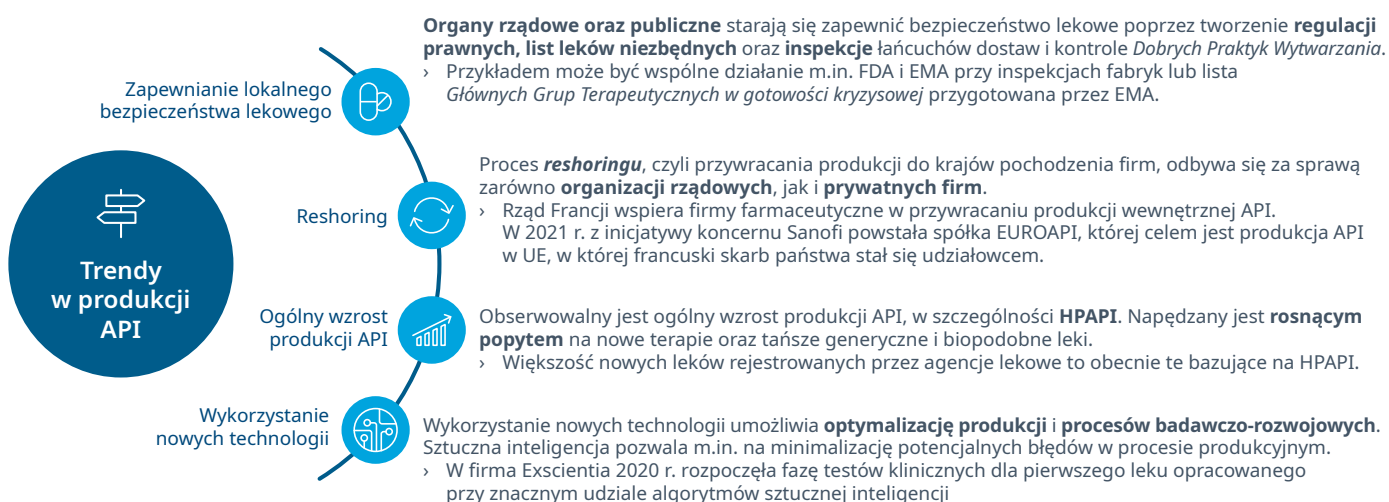 Trendy
w produkcji
API
Zapewnianie lokalnego
bezpieczeństwa lekowego
Organy rządowe oraz publiczne starają się zapewnić bezpieczeństwo lekowe poprzez tworzenie regulacji
prawnych, list leków niezbędnych oraz inspekcje łańcuchów dostaw i kontrole Dobrych Praktyk Wytwarzania.
› Przykładem może być wspólne działanie m.in. FDA i EMA przy inspekcjach fabryk lub lista
Głównych Grup Terapeutycznych w gotowości kryzysowej przygotowana przez EMA.
Reshoring
Proces reshoringu, czyli przywracania produkcji do krajów pochodzenia firm, odbywa się za sprawą
zarówno organizacji rządowych, jak i prywatnych firm.
› Rząd Francji wspiera firmy farmaceutyczne w przywracaniu produkcji wewnętrznej API.
W 2021 r. z inicjatywy koncernu Sanofi powstała spółka EUROAPI, której celem jest produkcja API
w UE, w której francuski skarb państwa stał się udziałowcem.
Ogólny wzrost
produkcji API
Obserwowalny jest ogólny wzrost produkcji API, w szczególności HPAPI. Napędzany jest rosnącym
popytem na nowe terapie oraz tańsze generyczne i biopodobne leki.
› Większość nowych leków rejestrowanych przez agencje lekowe to obecnie te bazujące na HPAPI.
Wykorzystanie
nowych technologii
Wykorzystanie nowych technologii umożliwia optymalizację produkcji i procesów badawczo-rozwojowych.
Sztuczna inteligencja pozwala m.in. na minimalizację potencjalnych błędów w procesie produkcyjnym.
› W firma Exscientia 2020 r. rozpoczęła fazę testów klinicznych dla pierwszego leku opracowanego
przy znacznym udziale algorytmów sztucznej inteligencji